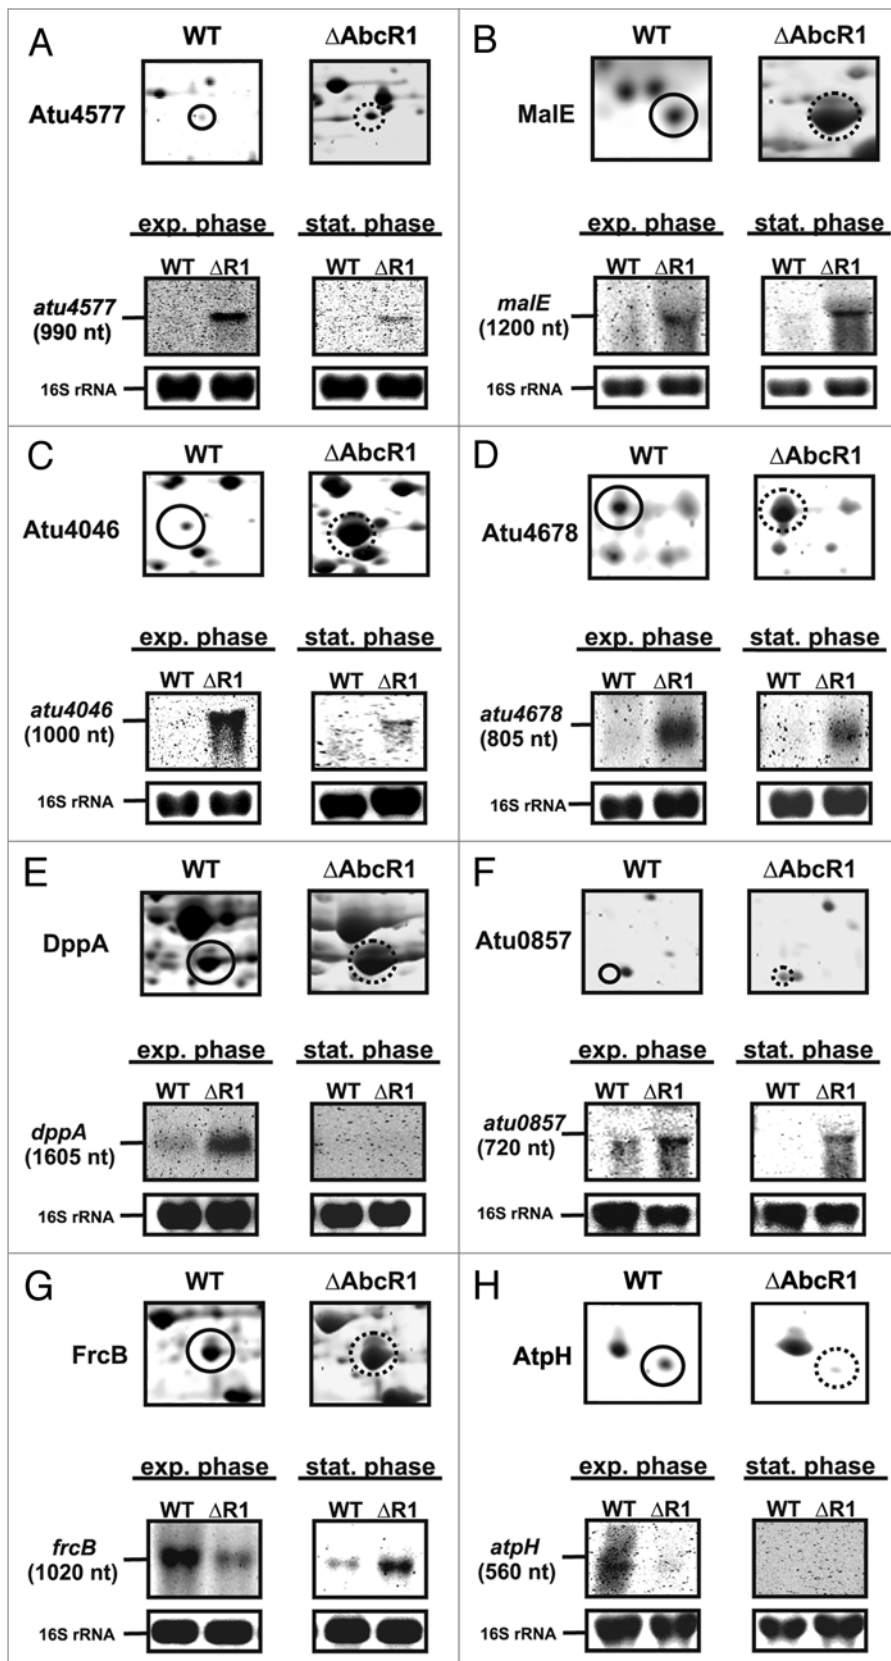 A
WT ΔAbcR1
Atu4577
exp. phase stat. phase
WT ΔR1 WT ΔR1
atu4577
(990 nt)
16S rRNA
B
WT ΔAbcR1
MalE
exp. phase stat. phase
WT ΔR1 WT ΔR1
malE
(1200 nt)
16S rRNA
C
WT ΔAbcR1
Atu4046
exp. phase stat. phase
WT ΔR1 WT ΔR1
atu4046
(1000 nt)
16S rRNA
D
WT ΔAbcR1
Atu4678
exp. phase stat. phase
WT ΔR1 WT ΔR1
atu4678
(805 nt)
16S rRNA
E
WT ΔAbcR1
DppA
exp. phase stat. phase
WT ΔR1 WT ΔR1
dppA
(1605 nt)
16S rRNA
F
WT ΔAbcR1
Atu0857
exp. phase stat. phase
WT ΔR1 WT ΔR1
atu0857
(720 nt)
16S rRNA
G
WT ΔAbcR1
FrcB
exp. phase stat. phase
WT ΔR1 WT ΔR1
frcB
(1020 nt)
16S rRNA
H
WT ΔAbcR1
AtpH
exp. phase stat. phase
WT ΔR1 WT ΔR1
atpH
(560 nt)
16S rRNA